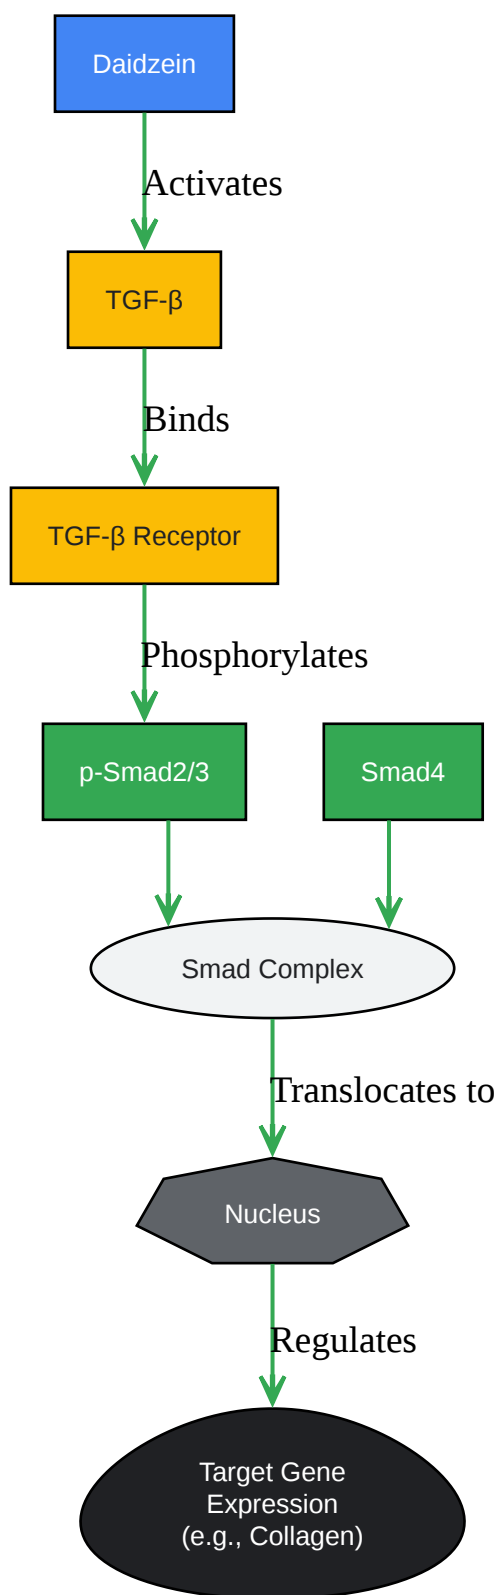 Daidzein
Activates
TGF-β
Binds
TGF-β Receptor
Phosphorylates
p-Smad2/3
Smad4
Smad Complex
Translocates to
Nucleus
Regulates
Target Gene
Expression
(e.g., Collagen)